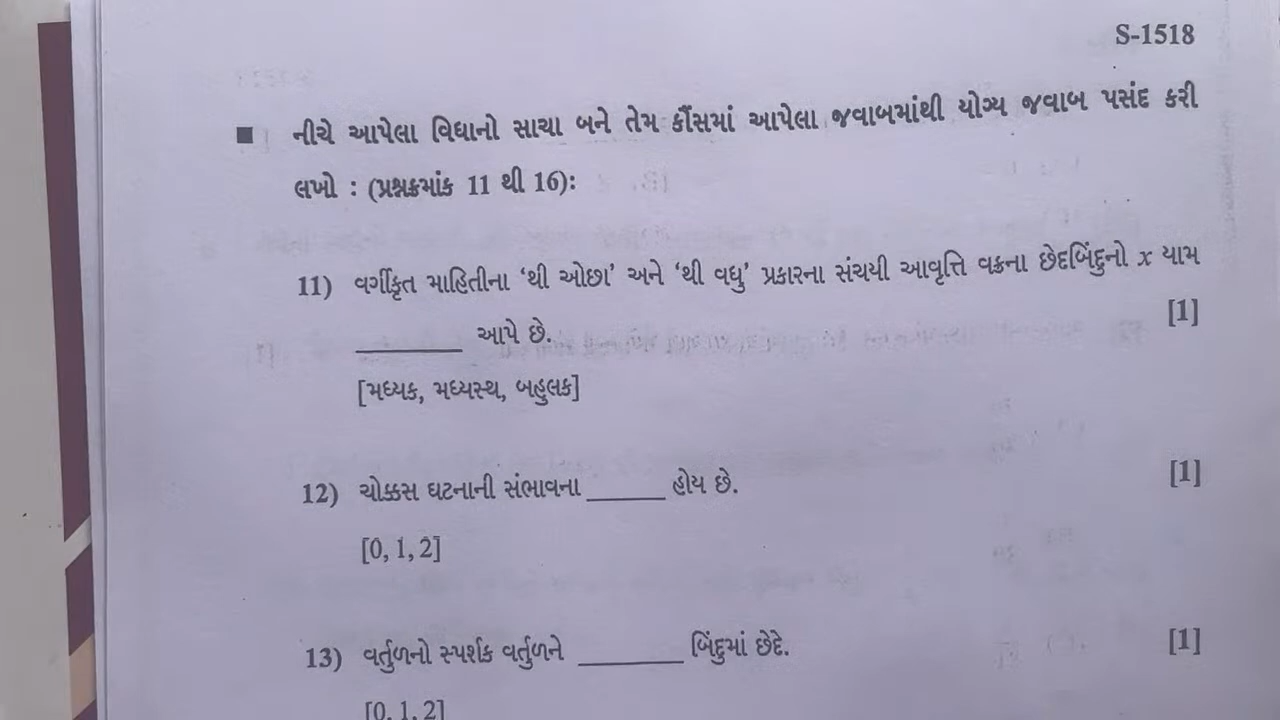 S-1518
■ નીચે આપેલા વિધાનો સાચા બને તેમ કૌંસમાં આપેલા જવાબમાંથી યોગ્ય જવાબ પસંદ કરી
લખો : (પ્રશ્નક્રમાંક 11 થી 16):
11) વર્ગીકૃત માહિતીના ‘થી ઓછા’ અને ‘થી વધુ’ પ્રકારના સંચયી આવૃત્તિ વક્રના છેદબિંદુનો x યામ
_______ આપે છે. [1]
[મધ્યક, મધ્યસ્થ, બહુલક]
12) ચોક્કસ ઘટનાની સંભાવના _____ હોય છે. [1]
[0, 1, 2]
13) વર્તુળનો સ્પર્શક વર્તુળને _______ બિંદુમાં છેદે. [1]
[0, 1, 2]